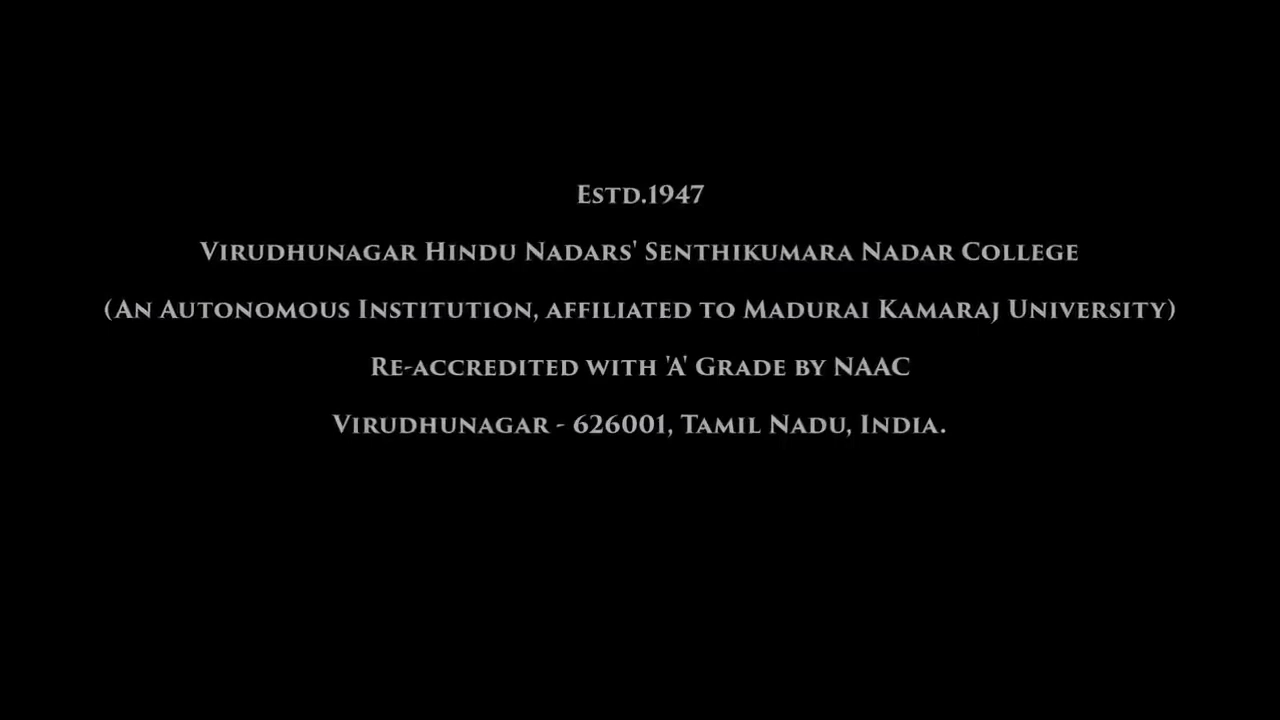 Estd.1947
Virudhunagar Hindu Nadars' Senthikumara Nadar College
(An Autonomous Institution, affiliated to Madurai Kamaraj University)
Re-accredited with 'A' Grade by NAAC
Virudhunagar - 626001, Tamil Nadu, India.